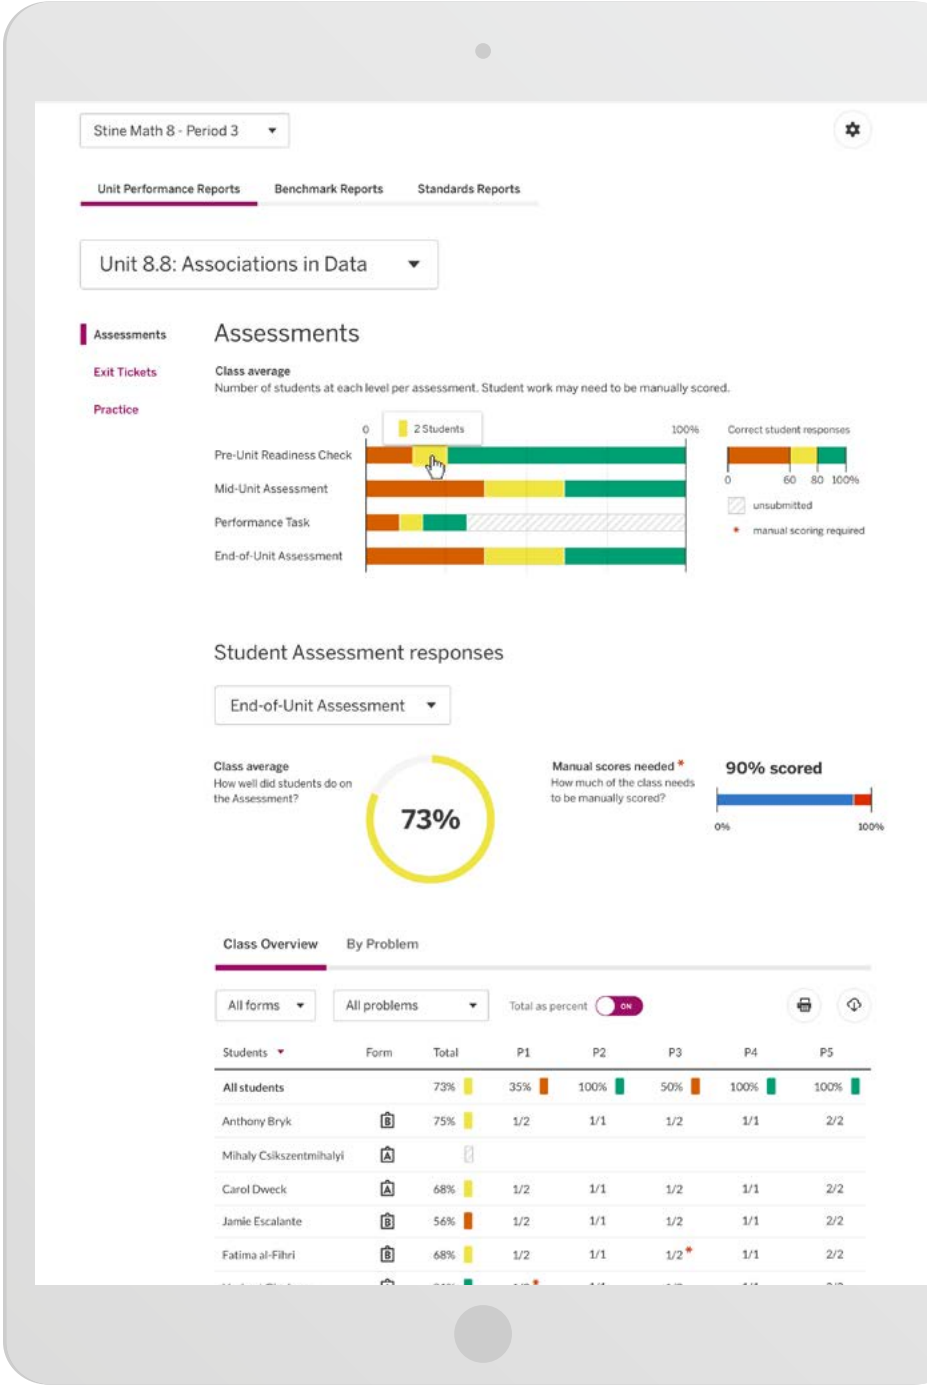 Stine Math 8 - Period 3
Unit Performance Reports Benchmark Reports Standards Reports
Unit 8.8: Associations in Data
Assessments
Exit Tickets
Practice
Assessments
Class average
Number of students at each level per assessment. Student work may need to be manually scored.
0 2 Students 100%
Pre-Unit Readiness Check
Mid-Unit Assessment
Performance Task
End-of-Unit Assessment
Correct student responses
0 60 80 100%
unsubmitted
* manual scoring required
Student Assessment responses
End-of-Unit Assessment
Class average
How well did students do on
the Assessment?
73%
Manual scores needed *
How much of the class needs
to be manually scored?
90% scored
0% 100%
Class Overview By Problem
All forms All problems Total as percent ON
Students Form Total P1 P2 P3 P4 P5
All students 73% 35% 100% 50% 100% 100%
Anthony Bryk B 75% 1/2 1/1 1/2 1/1 2/2
Mihaly Csikszentmihalyi A
Carol Dweck A 68% 1/2 1/1 1/2 1/1 2/2
Jamie Escalante B 56% 1/2 1/1 1/2 1/1 2/2
Fatima al-Fihri B 68% 1/2 1/1 1/2 * 1/1 2/2